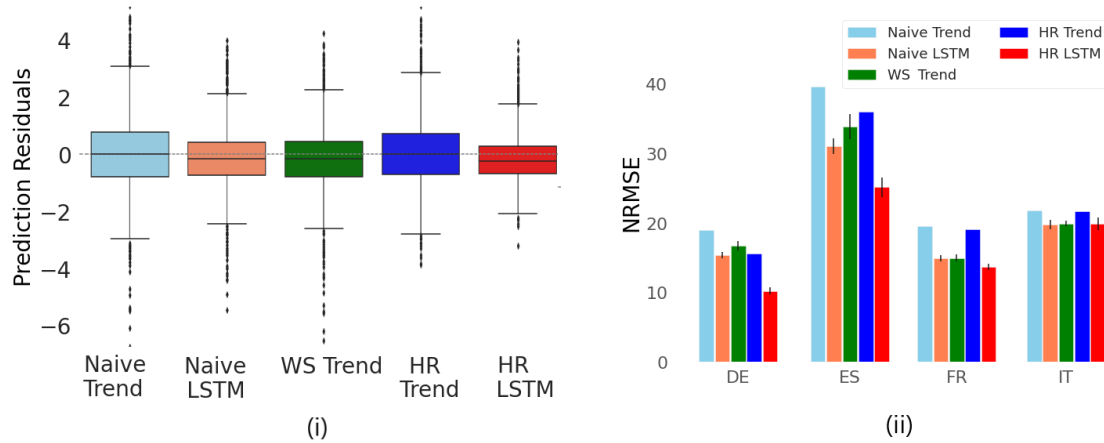 Prediction Residuals
4
2
0
−2
−4
−6
Naive Trend
Naive LSTM
WS Trend
HR Trend
HR LSTM
(i)
Naive Trend
Naive LSTM
WS Trend
HR Trend
HR LSTM
NRMSE
40
30
20
10
0
DE ES FR IT
(ii)